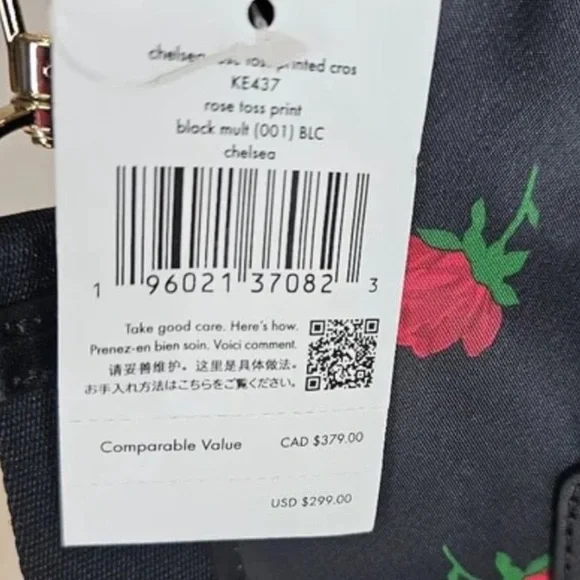 chelsea rose toss printed cros
KE437
rose toss print
black mult (001) BLC
chelsea
1 96021 37082 3
Take good care. Here's how.
Prenez-en bien soin. Voici comment.
请妥善维护。这里是具体做法。
お手入れ方法はこちらをご覧ください。
Comparable Value CAD $379.00
USD $299.00